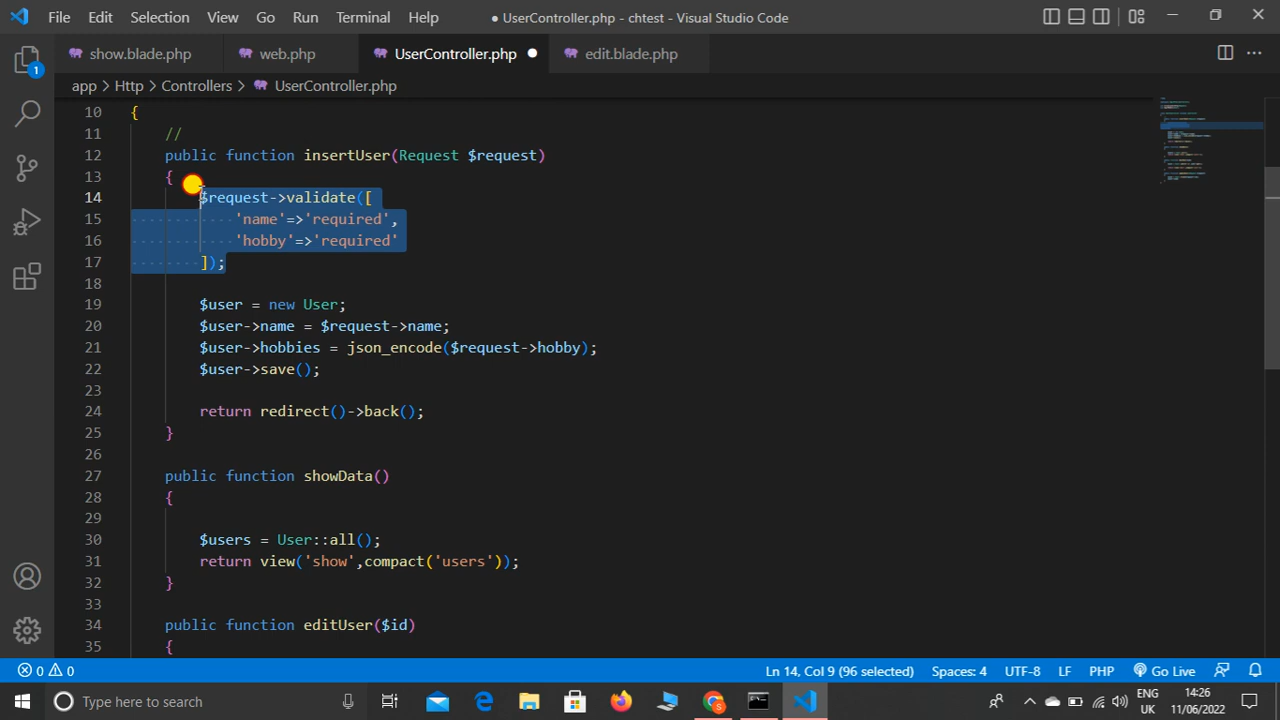 File Edit Selection View Go Run Terminal Help ● UserController.php - chtest - Visual Studio Code
show.blade.php web.php UserController.php ● edit.blade.php
1
app > Http > Controllers > UserController.php
10 {
11 //
12 public function insertUser(Request $request)
13 {
14 $request->validate([
15 'name'=>'required',
16 'hobby'=>'required'
17 ]);
18
19 $user = new User;
20 $user->name = $request->name;
21 $user->hobbies = json_encode($request->hobby);
22 $user->save();
23
24 return redirect()->back();
25 }
26
27 public function showData()
28 {
29
30 $users = User::all();
31 return view('show',compact('users'));
32 }
33
34 public function editUser($id)
35 {
0 0 Ln 14, Col 9 (96 selected) Spaces: 4 UTF-8 LF PHP Go Live
Type here to search ENG 14:26
UK 11/06/2022